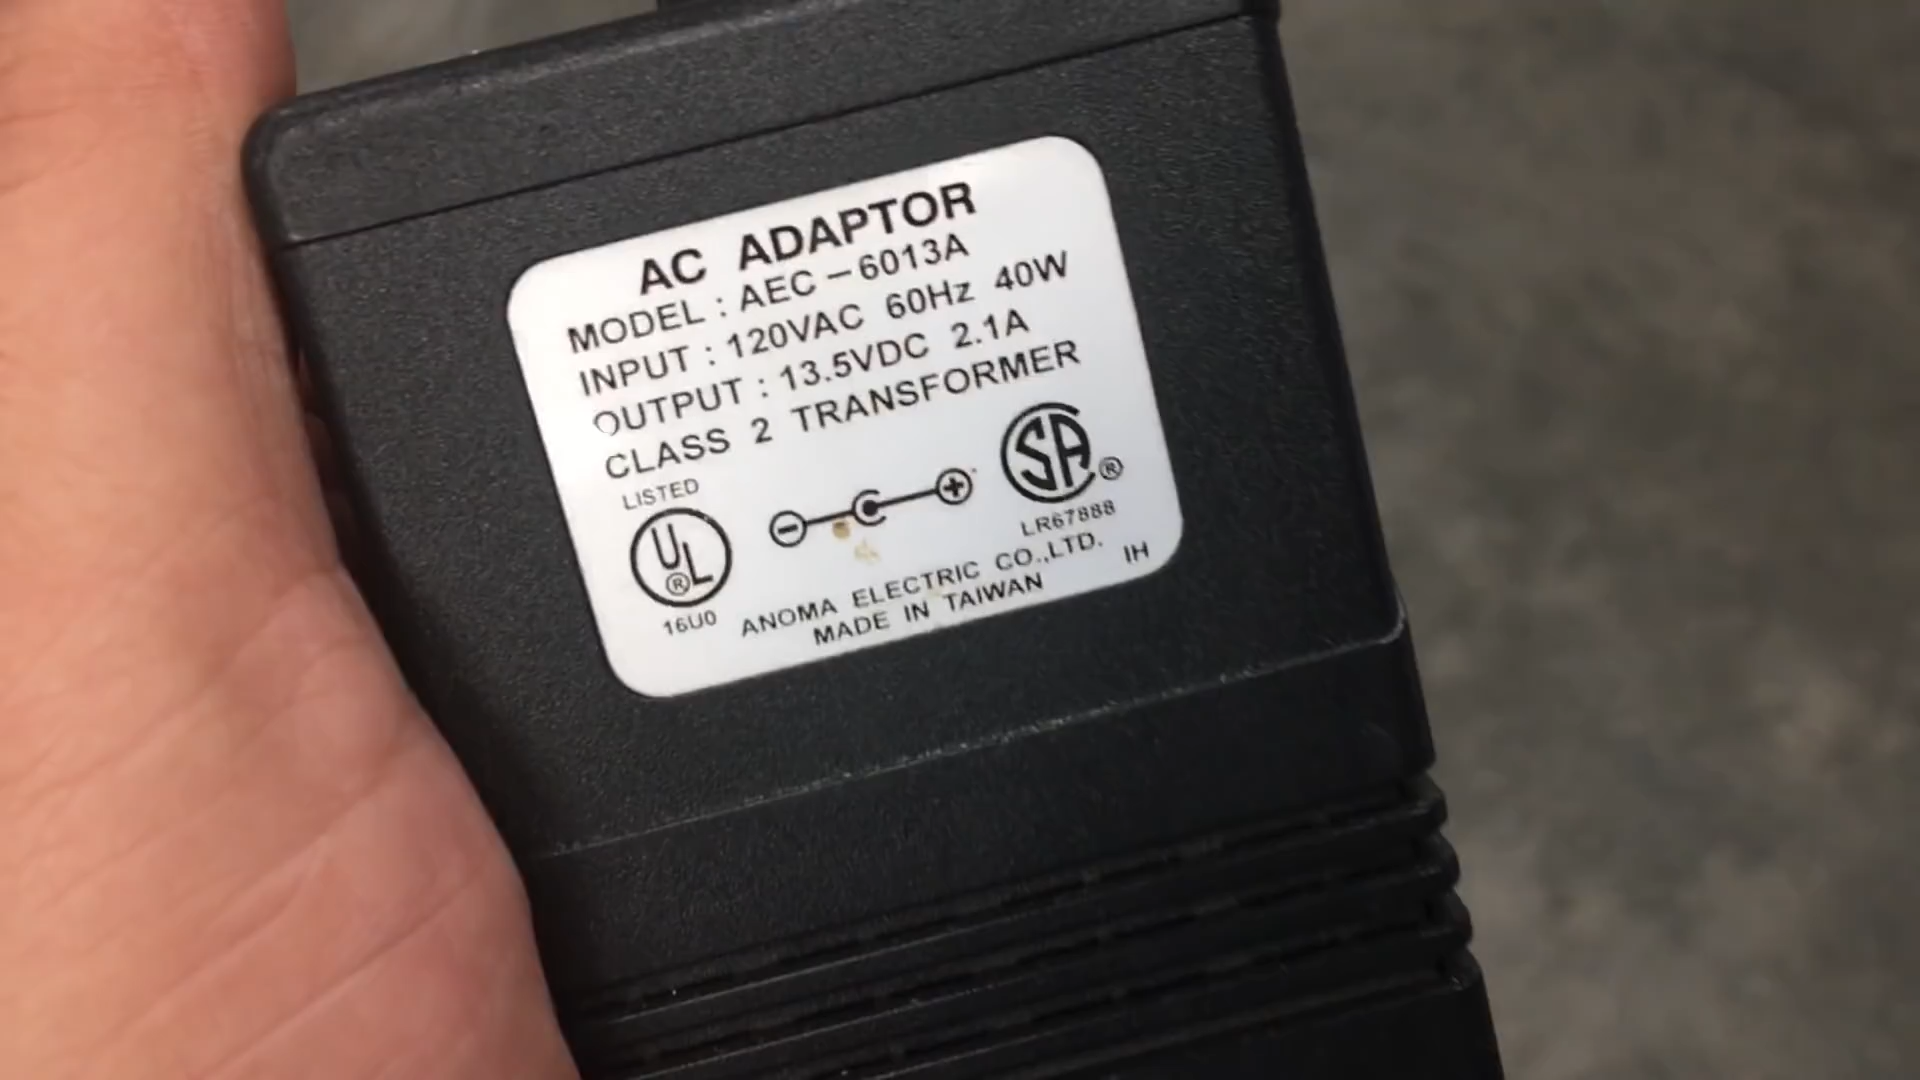 AC ADAPTOR
MODEL : AEC-6013A
INPUT : 120VAC 60Hz 40W
OUTPUT : 13.5VDC 2.1A
CLASS 2 TRANSFORMER
LISTED
UL ®
16U0
SA ®
LR67888
ANOMA ELECTRIC CO.,LTD.
MADE IN TAIWAN
IH